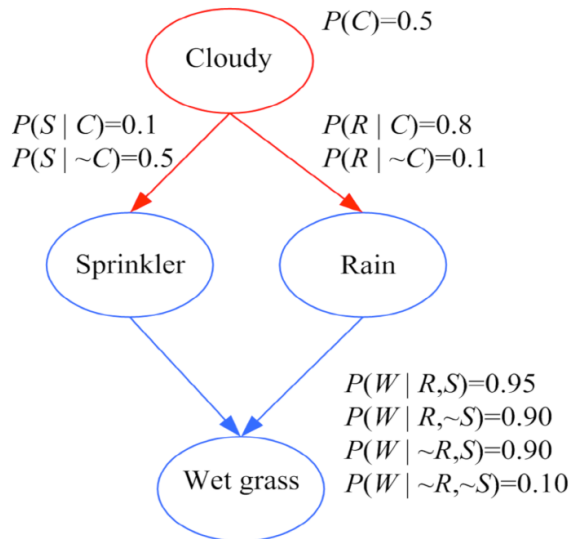 P(C)=0.5
Cloudy
P(S | C)=0.1
P(S | ~C)=0.5
P(R | C)=0.8
P(R | ~C)=0.1
Sprinkler
Rain
P(W | R,S)=0.95
P(W | R,~S)=0.90
P(W | ~R,S)=0.90
P(W | ~R,~S)=0.10
Wet grass